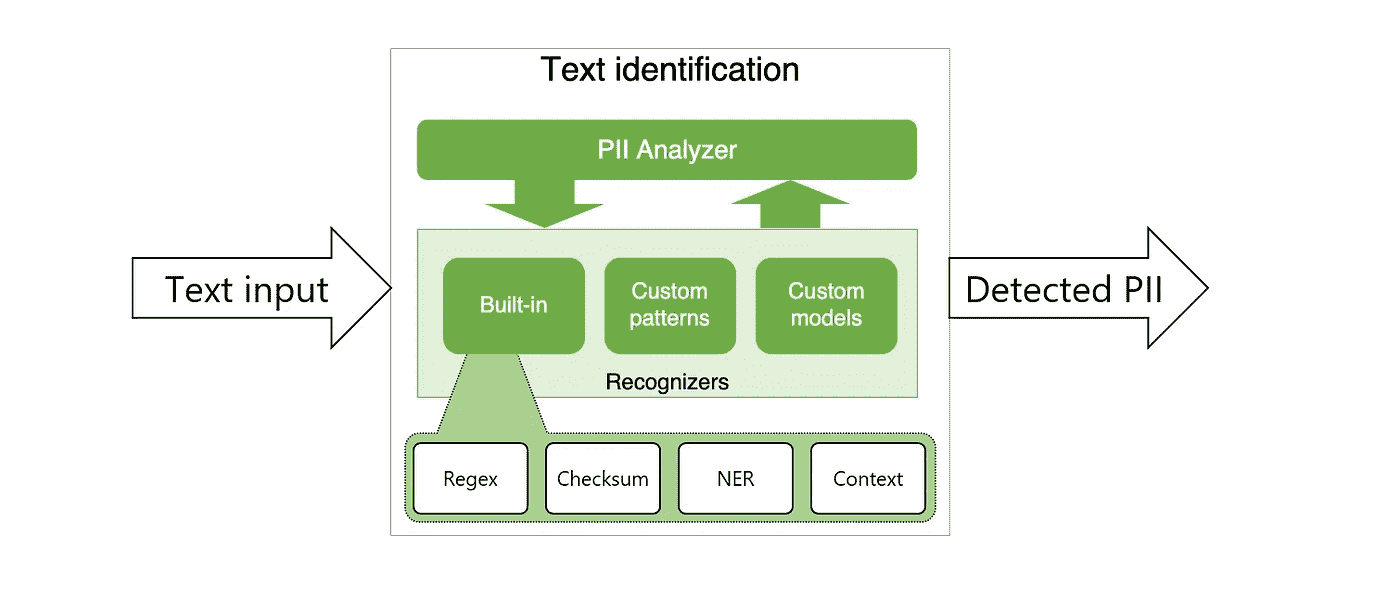 Text identification
PII Analyzer
Text input
Built-in
Custom
patterns
Custom
models
Recognizers
Detected PII
Regex
Checksum
NER
Context